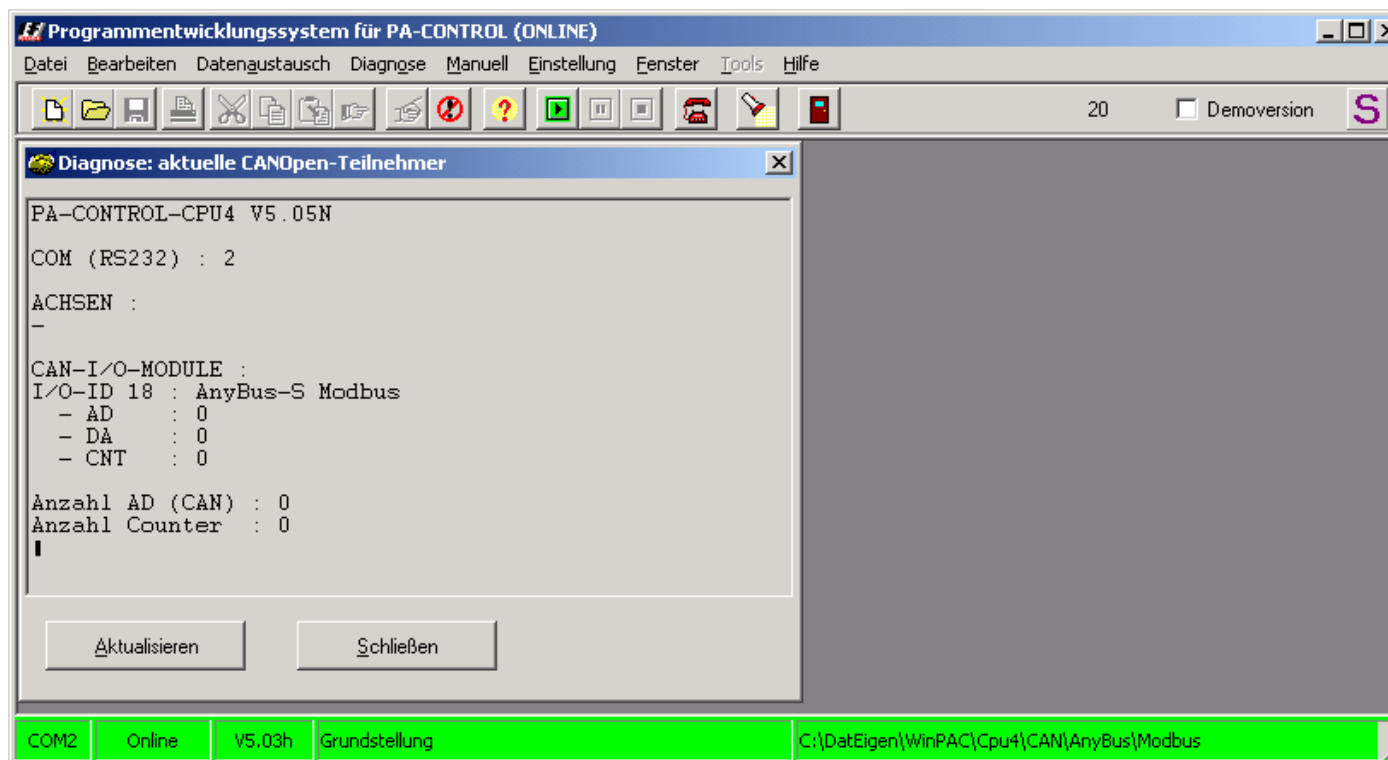 Programmentwicklungssystem für PA-CONTROL (ONLINE)
Datei Bearbeiten Datenaustausch Diagnose Manuell Einstellung Fenster Tools Hilfe
20 Demoversion S
Diagnose: aktuelle CANOpen-Teilnehmer
PA-CONTROL-CPU4 V5.05N
COM (RS232) : 2
ACHSEN :
-
CAN-I/O-MODULE :
I/O-ID 18 : AnyBus-S Modbus
- AD : 0
- DA : 0
- CNT : 0
Anzahl AD (CAN) : 0
Anzahl Counter : 0
Aktualisieren Schließen
COM2 Online V5.03h Grundstellung C:\DatEigen\WinPAC\Cpu4\CAN\AnyBus\Modbus